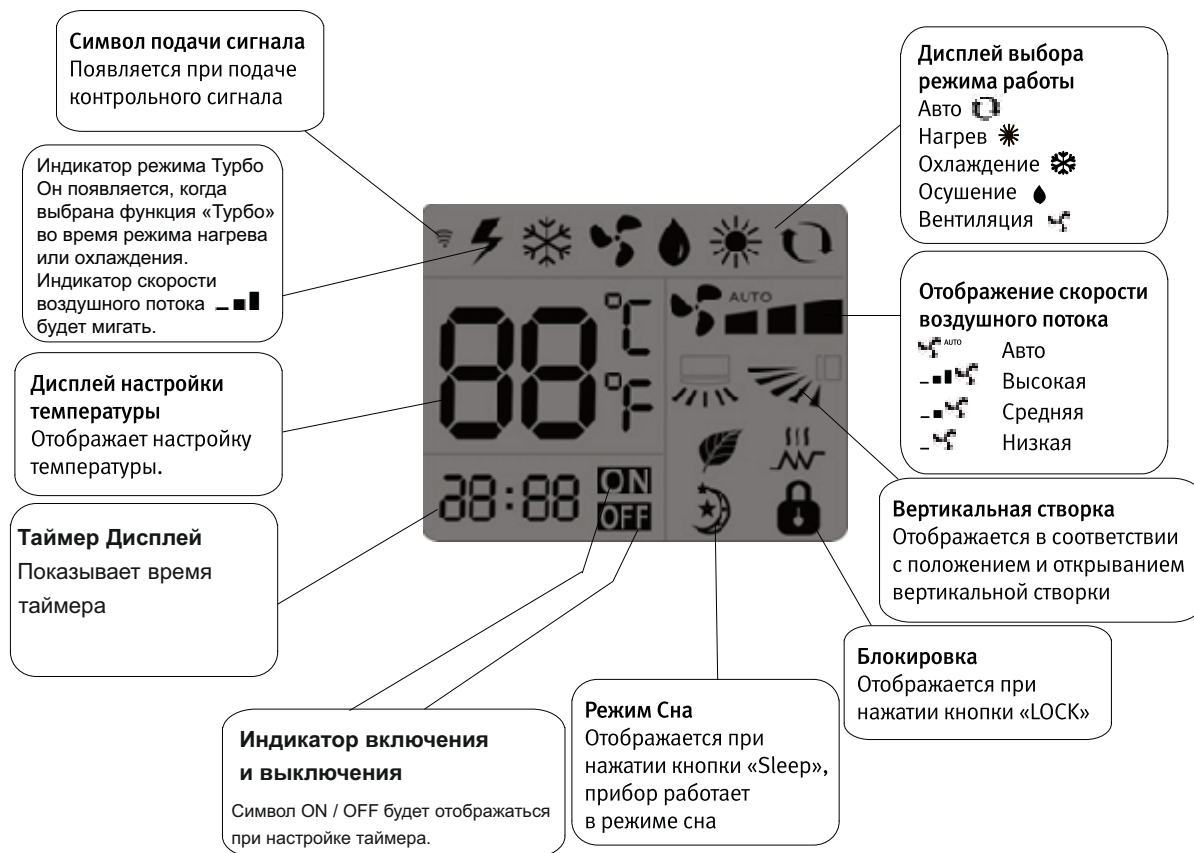 Символ подачи сигнала
Появляется при подаче
контрольного сигнала
Индикатор режима Турбо
Он появляется, когда
выбрана функция «Турбо»
во время режима нагрева
или охлаждения.
Индикатор скорости
воздушного потока
будет мигать.
Дисплей настройки
температуры
Отображает настройку
температуры.
Таймер Дисплей
Показывает время
таймера
Индикатор включения
и выключения
Символ ON / OFF будет отображаться
при настройке таймера.
88 °C
°F
AUTO
88:88 ON
OFF
Режим Сна
Отображается при
нажатии кнопки «Sleep»,
прибор работает
в режиме сна
Дисплей выбора
режима работы
Авто
Нагрев
Охлаждение
Осушение
Вентиляция
Отображение скорости
воздушного потока
AUTO Авто
Высокая
Средняя
Низкая
Вертикальная створка
Отображается в соответствии
с положением и открыванием
вертикальной створки
Блокировка
Отображается при
нажатии кнопки «LOCK»